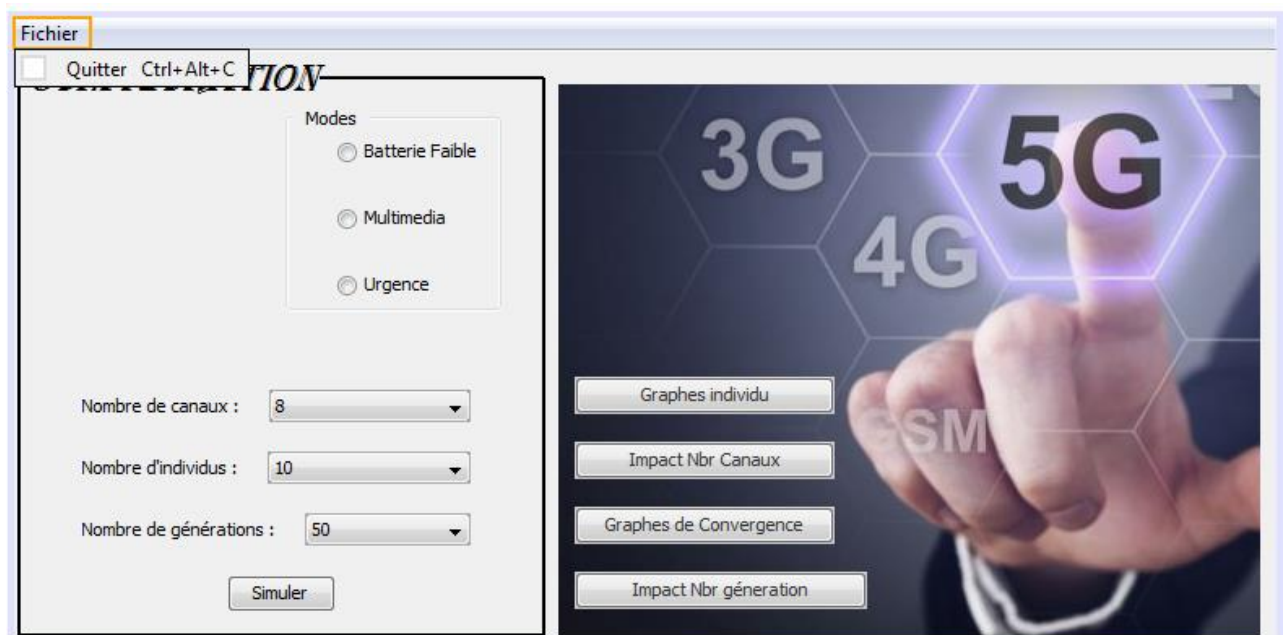 Fichier
Quitter Ctrl+Alt+C
Modes
Batterie Faible
Multimedia
Urgence
Nombre de canaux :
8
Nombre d'individus :
10
Nombre de générations :
50
Simuler
3G
5G
4G
GSM
Graphes individu
Impact Nbr Canaux
Graphes de Convergence
Impact Nbr géneration